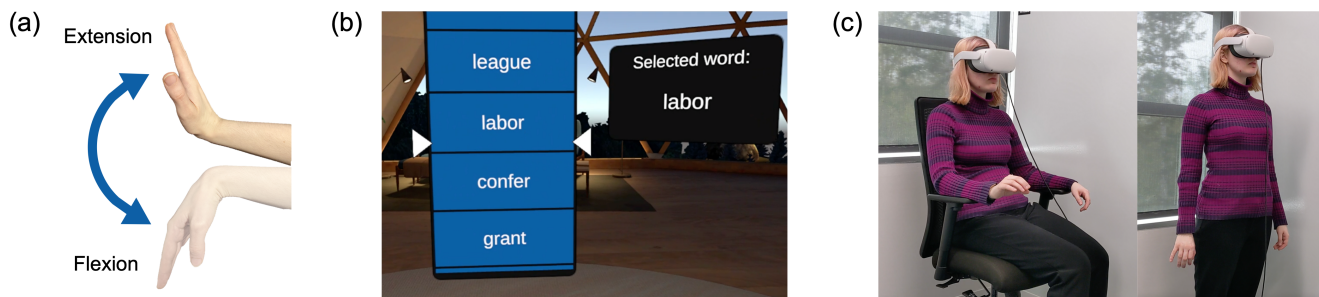 (a)
Extension
Flexion
(b)
league
labor
confer
grant
Selected word:
labor
(c)